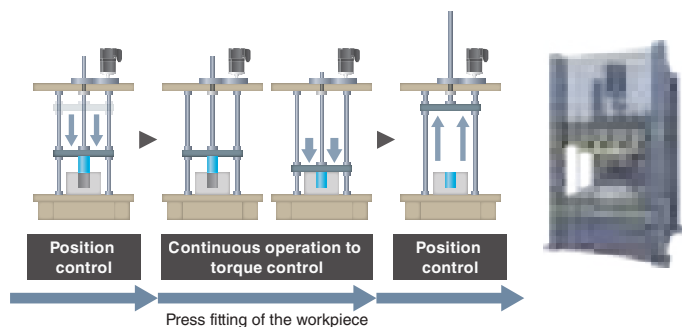 Position
control
Continuous operation to
torque control
Position
control
Press fitting of the workpiece